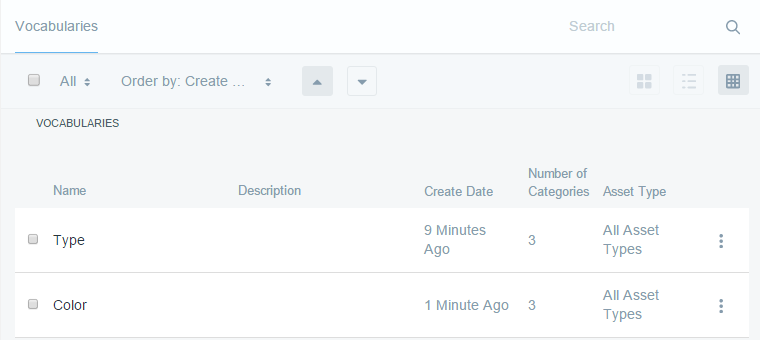 Vocabularies
Search
All
Order by: Create ...
VOCABULARIES
Name
Description
Create Date
Number of
Categories
Asset Type
Type
9 Minutes
Ago
3
All Asset
Types
Color
1 Minute Ago
3
All Asset
Types